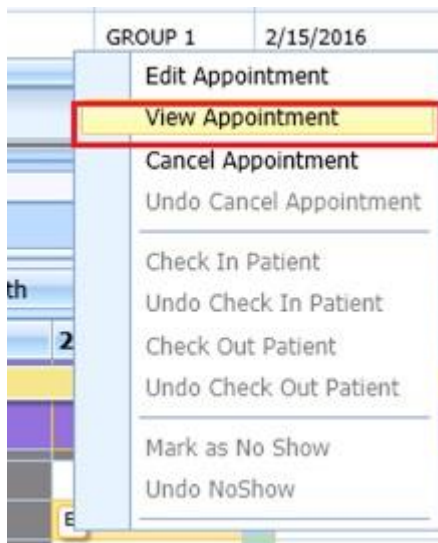 GROUP 1 2/15/2016
Edit Appointment
View Appointment
Cancel Appointment
Undo Cancel Appointment
Check In Patient
th
Undo Check In Patient
2
Check Out Patient
Undo Check Out Patient
Mark as No Show
Undo NoShow
E